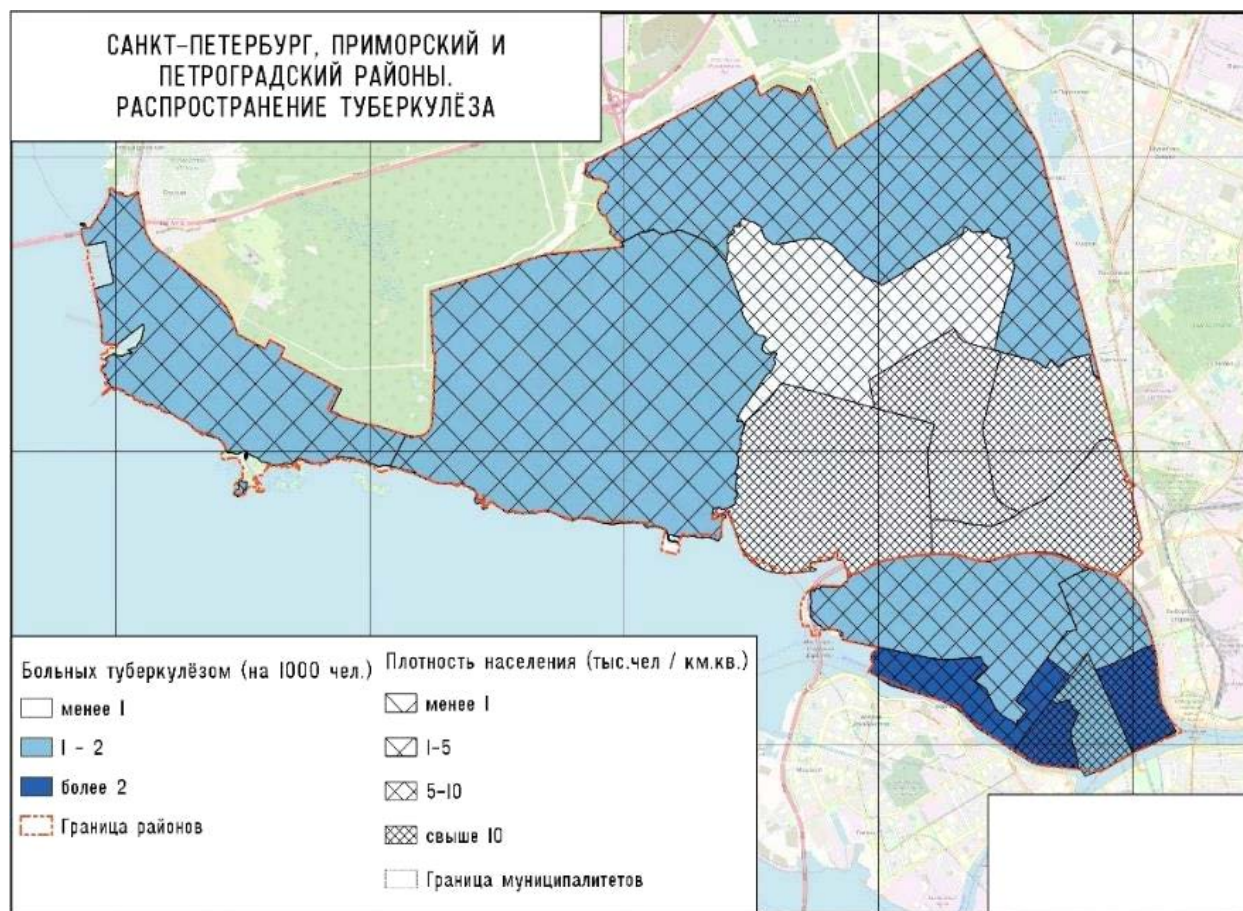 САНКТ-ПЕТЕРБУРГ, ПРИМОРСКИЙ И
ПЕТРОГРАДСКИЙ РАЙОНЫ.
РАСПРОСТРАНЕНИЕ ТУБЕРКУЛЁЗА
Больных туберкулёзом (на 1000 чел.)
менее 1
1 - 2
более 2
Граница районов
Плотность населения (тыс.чел / км.кв.)
менее 1
1-5
5-10
свыше 10
Граница муниципалитетов